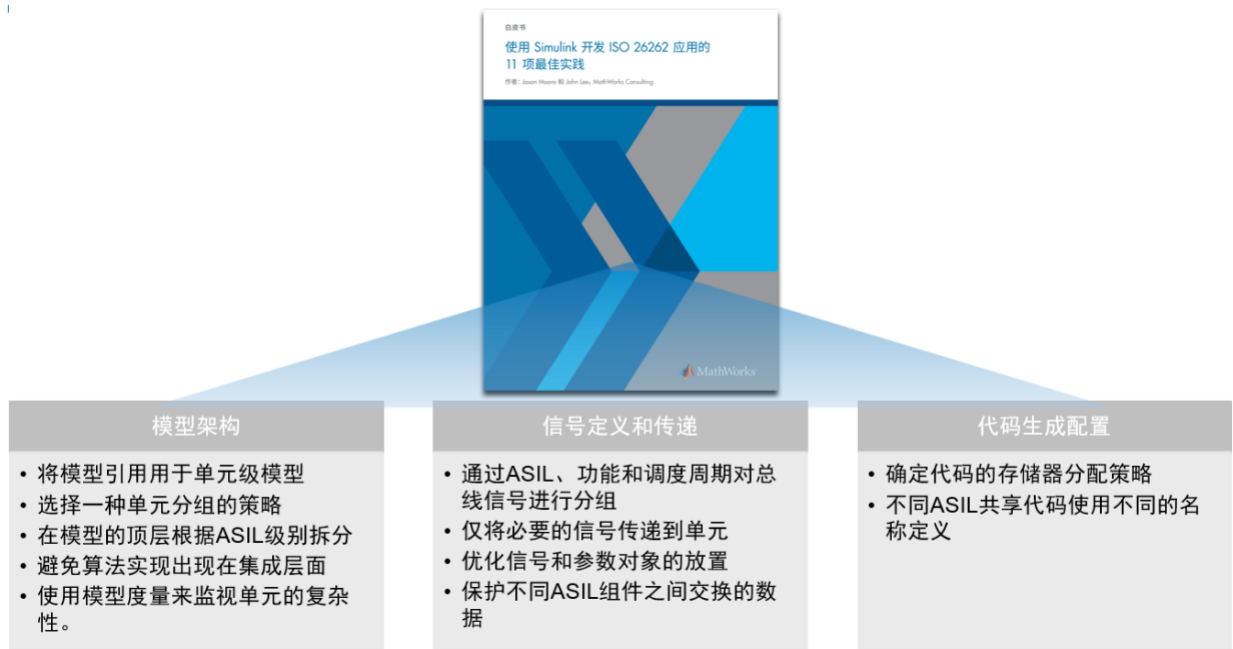 白皮书
使用 Simulink 开发 ISO 26262 应用的
11 项最佳实践
作者：Jason Moore 和 John Lee，MathWorks Consulting
MathWorks
模型架构
• 将模型引用用于单元级模型
• 选择一种单元分组的策略
• 在模型的顶层根据ASIL级别拆分
• 避免算法实现出现在集成层面
• 使用模型度量来监视单元的复杂
性。
信号定义和传递
• 通过ASIL、功能和调度周期对总
线信号进行分组
• 仅将必要的信号传递到单元
• 优化信号和参数对象的放置
• 保护不同ASIL组件之间交换的数
据
代码生成配置
• 确定代码的存储器分配策略
• 不同ASIL共享代码使用不同的名
称定义